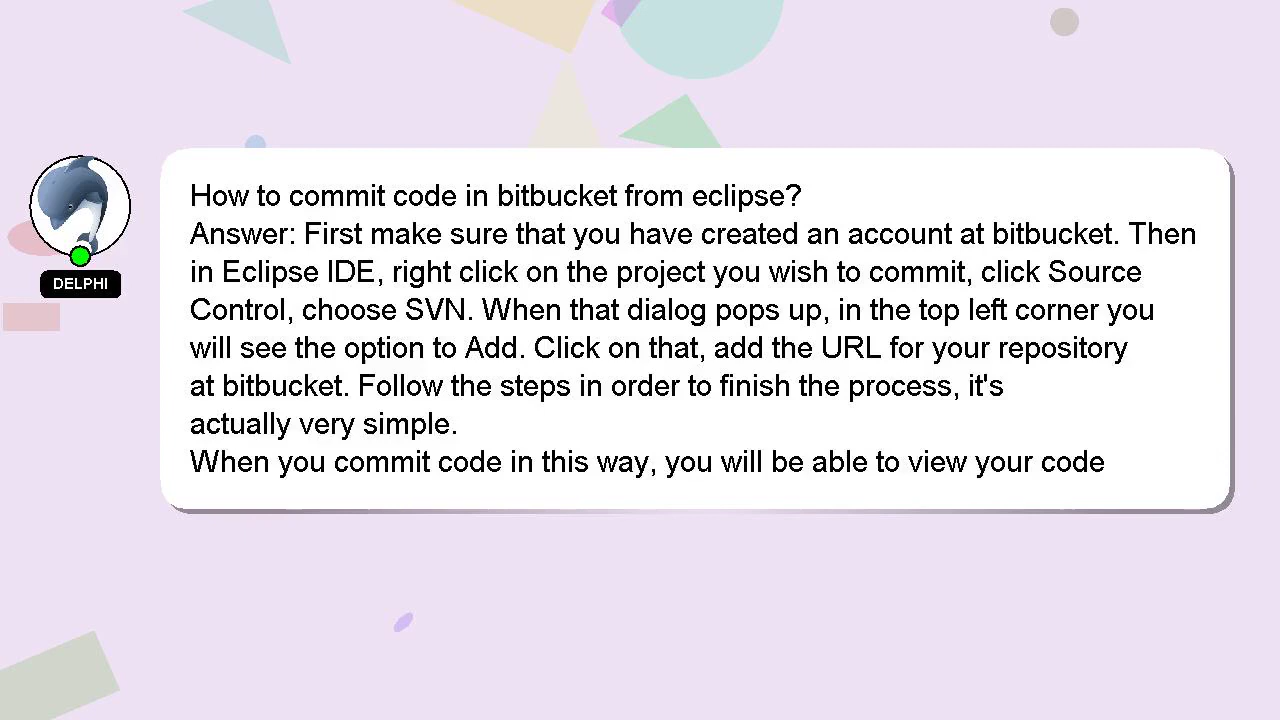 DELPHI
How to commit code in bitbucket from eclipse?
Answer: First make sure that you have created an account at bitbucket. Then
in Eclipse IDE, right click on the project you wish to commit, click Source
Control, choose SVN. When that dialog pops up, in the top left corner you
will see the option to Add. Click on that, add the URL for your repository
at bitbucket. Follow the steps in order to finish the process, it's
actually very simple.
When you commit code in this way, you will be able to view your code